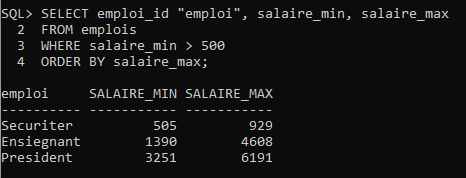 SQL> SELECT emploi_id "emploi", salaire_min, salaire_max
  2  FROM emplois
  3  WHERE salaire_min > 500
  4  ORDER BY salaire_max;
emploi     SALAIRE_MIN SALAIRE_MAX
---------- ----------- -----------
Securiter          505         929
Ensiegnant        1390        4608
President         3251        6191